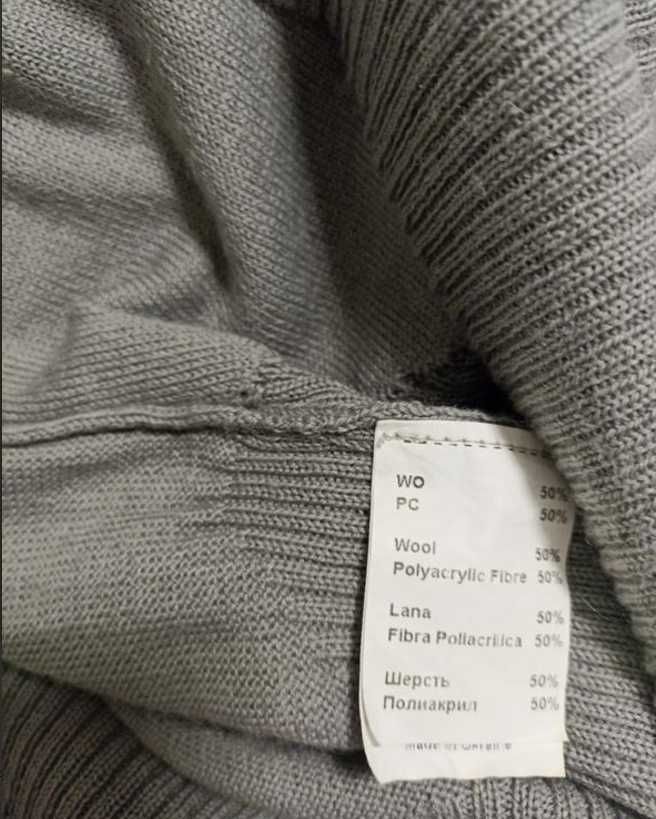 WO 50%
PC 50%
Wool 50%
Polyacrylic Fibre 50%
Lana 50%
Fibra Poliacrilica 50%
Шерсть 50%
Полиакрил 50%